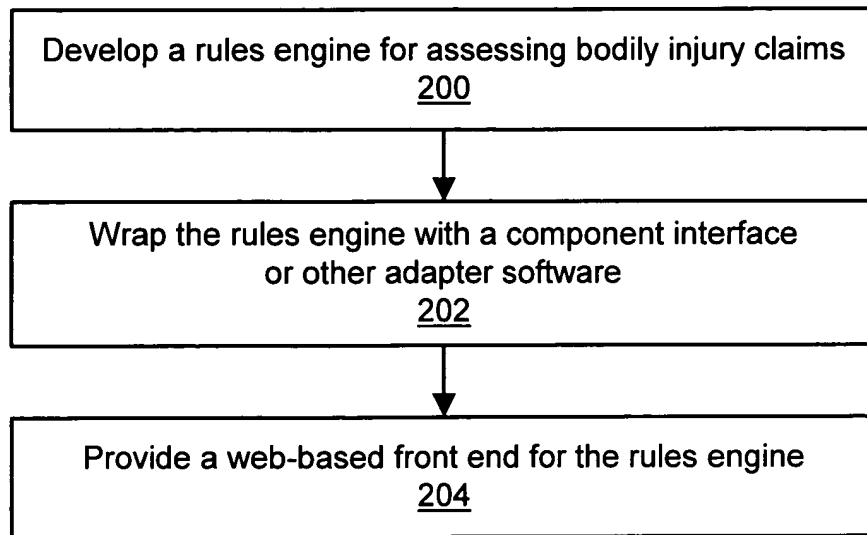 Develop a rules engine for assessing bodily injury claims
200
Wrap the rules engine with a component interface
or other adapter software
202
Provide a web-based front end for the rules engine
204